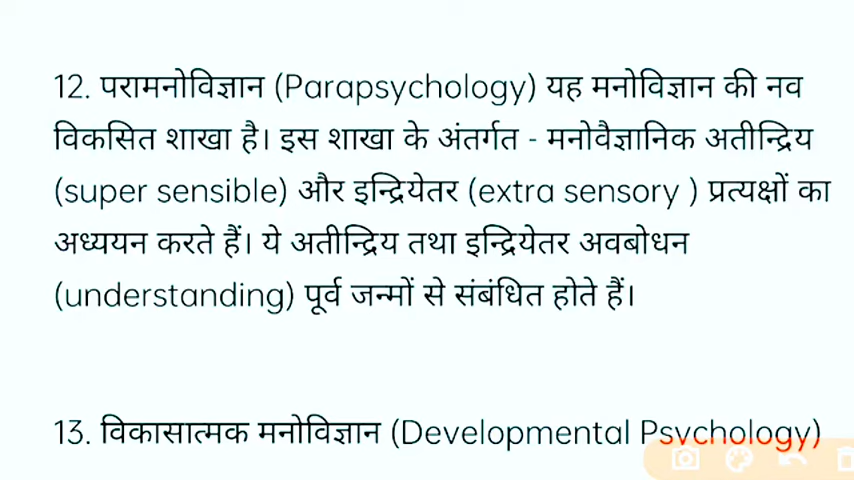 12. परामनोविज्ञान (Parapsychology) यह मनोविज्ञान की नव
विकसित शाखा है। इस शाखा के अंतर्गत - मनोवैज्ञानिक अतीन्द्रिय
(super sensible) और इन्द्रियेतर (extra sensory ) प्रत्यक्षों का
अध्ययन करते हैं। ये अतीन्द्रिय तथा इन्द्रियेतर अवबोधन
(understanding) पूर्व जन्मों से संबंधित होते हैं।
13. विकासात्मक मनोविज्ञान (Developmental Psychology)